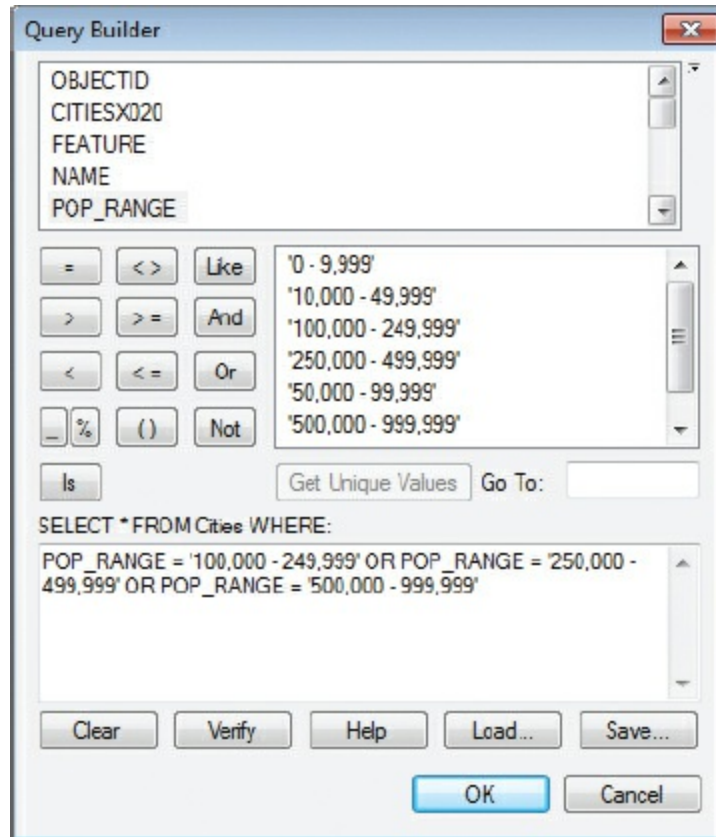 Query Builder
OBJECTID
CITIESX020
FEATURE
NAME
POP_RANGE
= <> Like
> >= And
< <= Or
_ % () Not
Is
'0 - 9,999'
'10,000 - 49,999'
'100,000 - 249,999'
'250,000 - 499,999'
'50,000 - 99,999'
'500,000 - 999,999'
Get Unique Values Go To:
SELECT * FROM Cities WHERE:
POP_RANGE = '100,000 - 249,999' OR POP_RANGE = '250,000 -
499,999' OR POP_RANGE = '500,000 - 999,999'
Clear Verify Help Load... Save...
OK Cancel